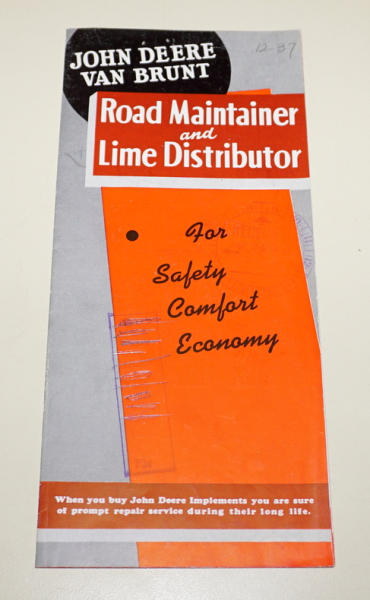 JOHN DEERE
VAN BRUNT
12-37
Road Maintainer
and
Lime Distributor
For
Safety
Comfort
Economy
When you buy John Deere Implements you are sure
of prompt repair service during their long life.